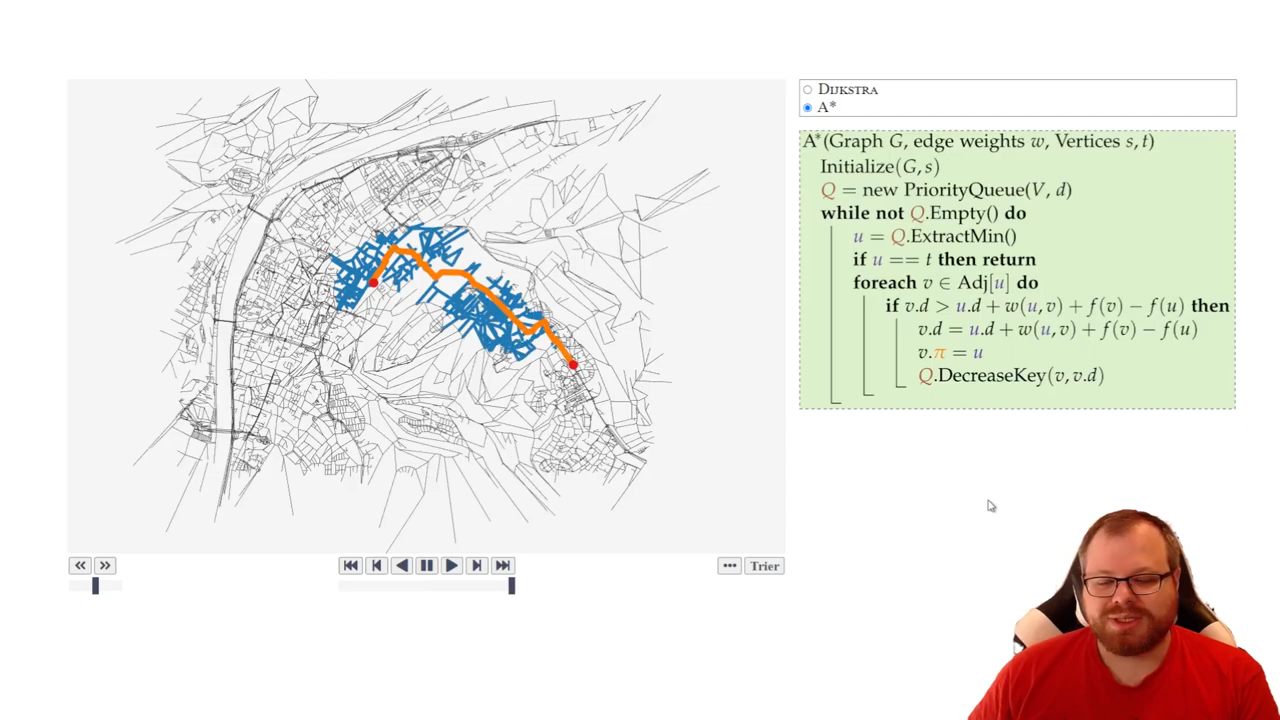 DIJKSTRA
A*
A*(Graph G, edge weights w, Vertices s, t)
Initialize(G, s)
Q = new PriorityQueue(V, d)
while not Q.Empty() do
u = Q.ExtractMin()
if u == t then return
foreach v ∈ Adj[u] do
if v.d > u.d + w(u, v) + f(v) − f(u) then
v.d = u.d + w(u, v) + f(v) − f(u)
v.π = u
Q.DecreaseKey(v, v.d)
Trier